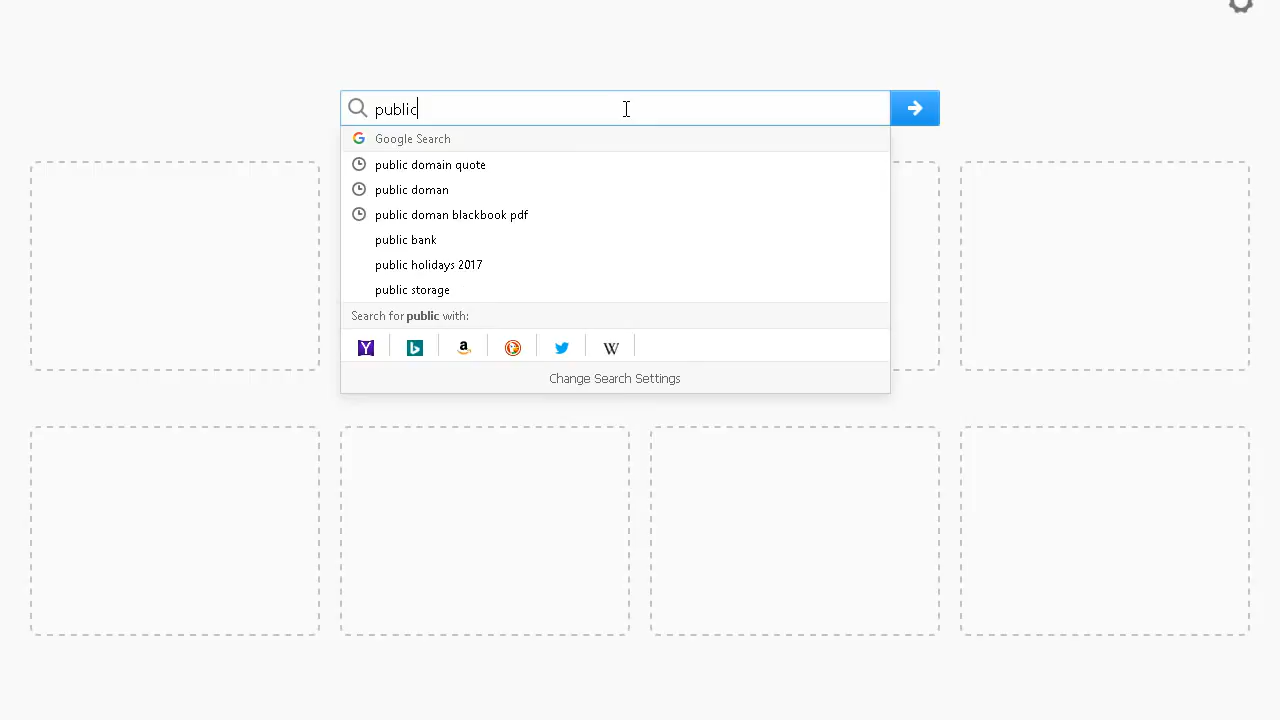 public
Google Search
public domain quote
public doman
public doman blackbook pdf
public bank
public holidays 2017
public storage
Search for public with:
Change Search Settings